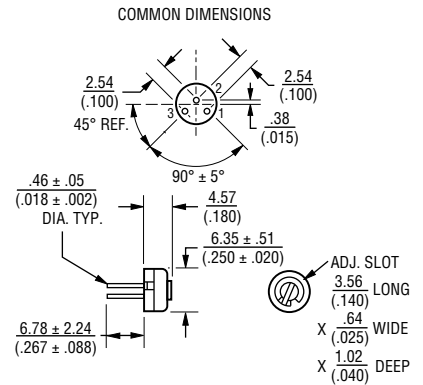 COMMON DIMENSIONS
2.54
(.100)
2
2.54
(.100)
3
1
45° REF.
.38
(.015)
90° ± 5°
.46 ± .05
(.018 ± .002)
DIA. TYP.
4.57
(.180)
6.35 ± .51
(.250 ± .020)
ADJ. SLOT
3.56
(.140) LONG
X .64
(.025) WIDE
X 1.02
(.040) DEEP
6.78 ± 2.24
(.267 ± .088)